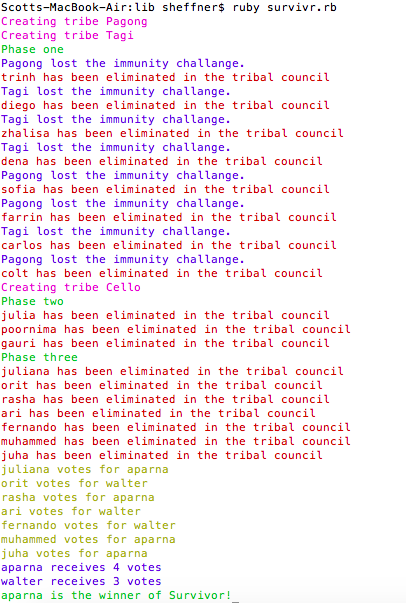 Scotts-MacBook-Air:lib sheffner$ ruby survivr.rb
Creating tribe Pagong
Creating tribe Tagi
Phase one
Pagong lost the immunity challange.
trinh has been eliminated in the tribal council
Tagi lost the immunity challange.
diego has been eliminated in the tribal council
Tagi lost the immunity challange.
zhalisa has been eliminated in the tribal council
Tagi lost the immunity challange.
dena has been eliminated in the tribal council
Pagong lost the immunity challange.
sofia has been eliminated in the tribal council
Pagong lost the immunity challange.
farrin has been eliminated in the tribal council
Tagi lost the immunity challange.
carlos has been eliminated in the tribal council
Pagong lost the immunity challange.
colt has been eliminated in the tribal council
Creating tribe Cello
Phase two
julia has been eliminated in the tribal council
poornima has been eliminated in the tribal council
gauri has been eliminated in the tribal council
Phase three
juliana has been eliminated in the tribal council
orit has been eliminated in the tribal council
rasha has been eliminated in the tribal council
ari has been eliminated in the tribal council
fernando has been eliminated in the tribal council
muhammed has been eliminated in the tribal council
juha has been eliminated in the tribal council
juliana votes for aparna
orit votes for walter
rasha votes for aparna
ari votes for walter
fernando votes for walter
muhammed votes for aparna
juha votes for aparna
aparna receives 4 votes
walter receives 3 votes
aparna is the winner of Survivor!